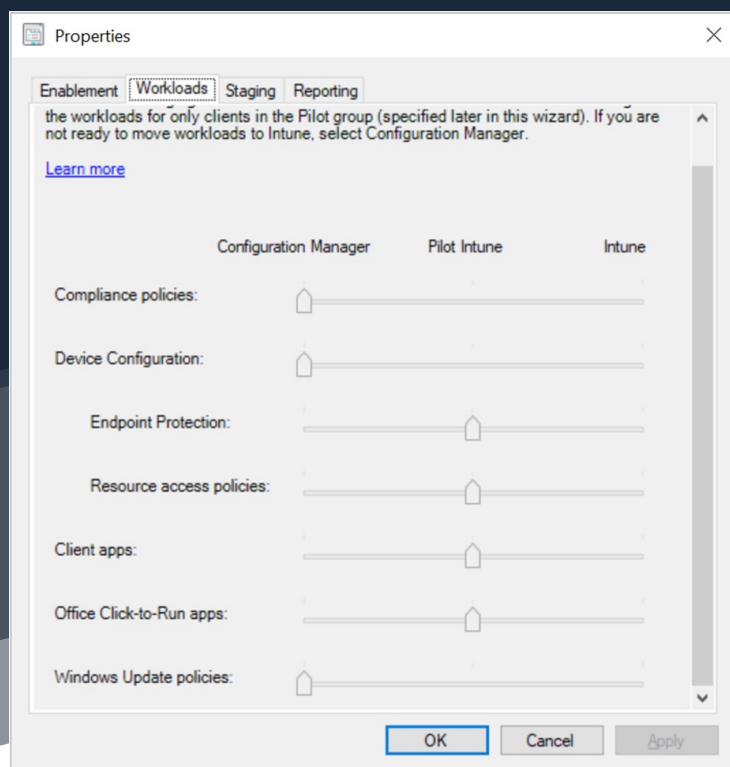 Properties
Enablement Workloads Staging Reporting
the workloads for only clients in the Pilot group (specified later in this wizard). If you are
not ready to move workloads to Intune, select Configuration Manager.
Learn more
Configuration Manager Pilot Intune Intune
Compliance policies:
Device Configuration:
Endpoint Protection:
Resource access policies:
Client apps:
Office Click-to-Run apps:
Windows Update policies:
OK Cancel Apply